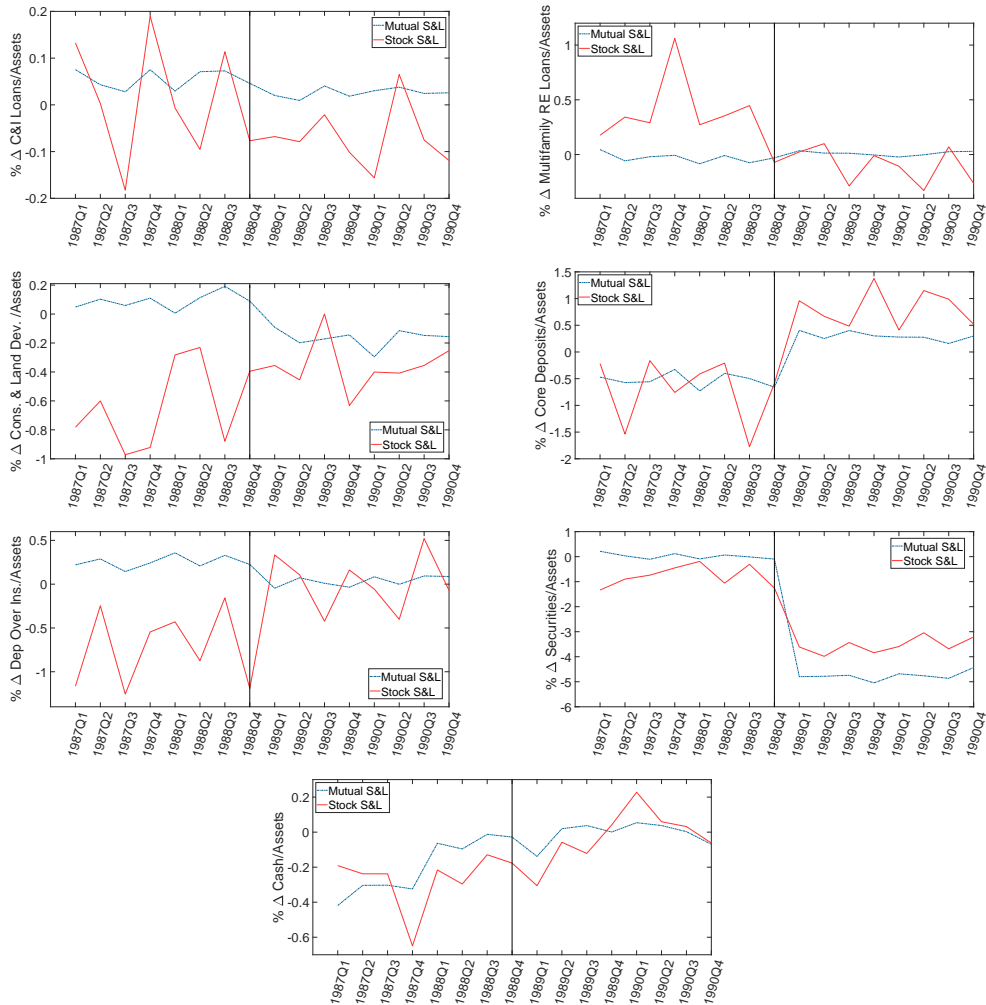 % Δ C&I Loans/Assets
0.2
0.1
0
-0.1
-0.2
Mutual S&L
Stock S&L
1987Q1
1987Q2
1987Q3
1987Q4
1988Q1
1988Q2
1988Q3
1988Q4
1989Q1
1989Q2
1989Q3
1989Q4
1990Q1
1990Q2
1990Q3
1990Q4
% Δ Multifamily RE Loans/Assets
1
0.5
0
Mutual S&L
Stock S&L
1987Q1
1987Q2
1987Q3
1987Q4
1988Q1
1988Q2
1988Q3
1988Q4
1989Q1
1989Q2
1989Q3
1989Q4
1990Q1
1990Q2
1990Q3
1990Q4
% Δ Cons. & Land Dev. /Assets
0.2
0
-0.2
-0.4
-0.6
-0.8
-1
Mutual S&L
Stock S&L
1987Q1
1987Q2
1987Q3
1987Q4
1988Q1
1988Q2
1988Q3
1988Q4
1989Q1
1989Q2
1989Q3
1989Q4
1990Q1
1990Q2
1990Q3
1990Q4
% Δ Core Deposits/Assets
1.5
1
0.5
0
-0.5
-1
-1.5
-2
Mutual S&L
Stock S&L
1987Q1
1987Q2
1987Q3
1987Q4
1988Q1
1988Q2
1988Q3
1988Q4
1989Q1
1989Q2
1989Q3
1989Q4
1990Q1
1990Q2
1990Q3
1990Q4
% Δ Dep Over Ins./Assets
0.5
0
-0.5
-1
Mutual S&L
Stock S&L
1987Q1
1987Q2
1987Q3
1987Q4
1988Q1
1988Q2
1988Q3
1988Q4
1989Q1
1989Q2
1989Q3
1989Q4
1990Q1
1990Q2
1990Q3
1990Q4
% Δ Securities/Assets
1
0
-1
-2
-3
-4
-5
-6
Mutual S&L
Stock S&L
1987Q1
1987Q2
1987Q3
1987Q4
1988Q1
1988Q2
1988Q3
1988Q4
1989Q1
1989Q2
1989Q3
1989Q4
1990Q1
1990Q2
1990Q3
1990Q4
% Δ Cash/Assets
0.2
0
-0.2
-0.4
-0.6
Mutual S&L
Stock S&L
1987Q1
1987Q2
1987Q3
1987Q4
1988Q1
1988Q2
1988Q3
1988Q4
1989Q1
1989Q2
1989Q3
1989Q4
1990Q1
1990Q2
1990Q3
1990Q4